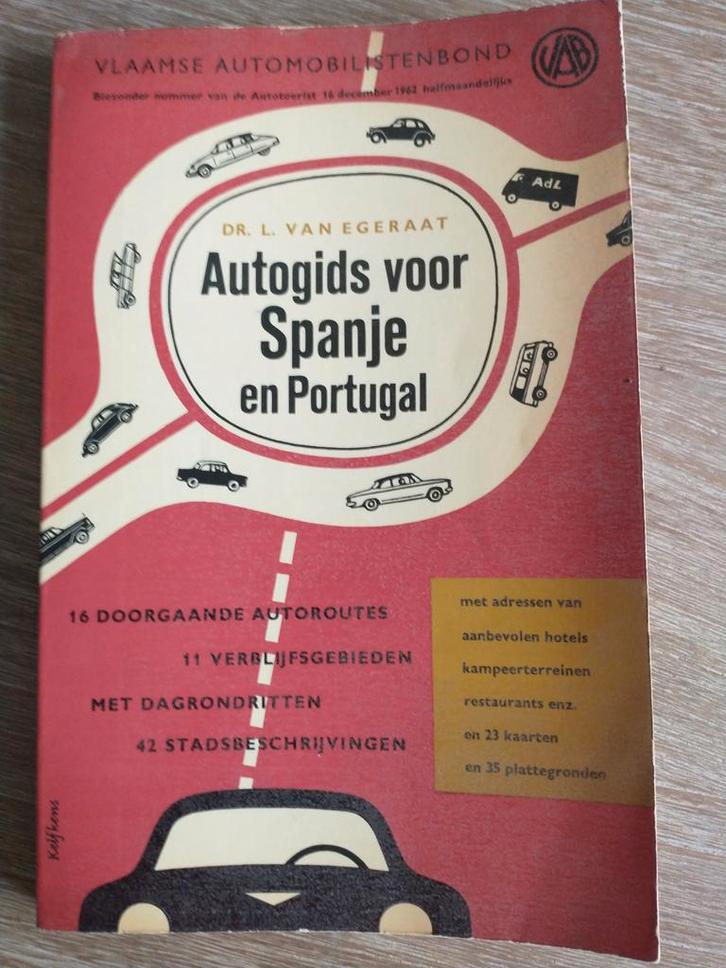 VLAAMSE AUTOMOBILISTENBOND
VAB
Biezonder nummer van de Autotoerist 16 december 1962 halfmaandelijks
AdL
DR. L. VAN EGERAAT
Autogids voor
Spanje
en Portugal
16 DOORGAANDE AUTOROUTES
11 VERBLIJFSGEBIEDEN
MET DAGRONDRITTEN
42 STADSBESCHRIJVINGEN
met adressen van
aanbevolen hotels
kampeerterreinen
restaurants enz.
en 23 kaarten
en 35 plattegronden
Kelfkens